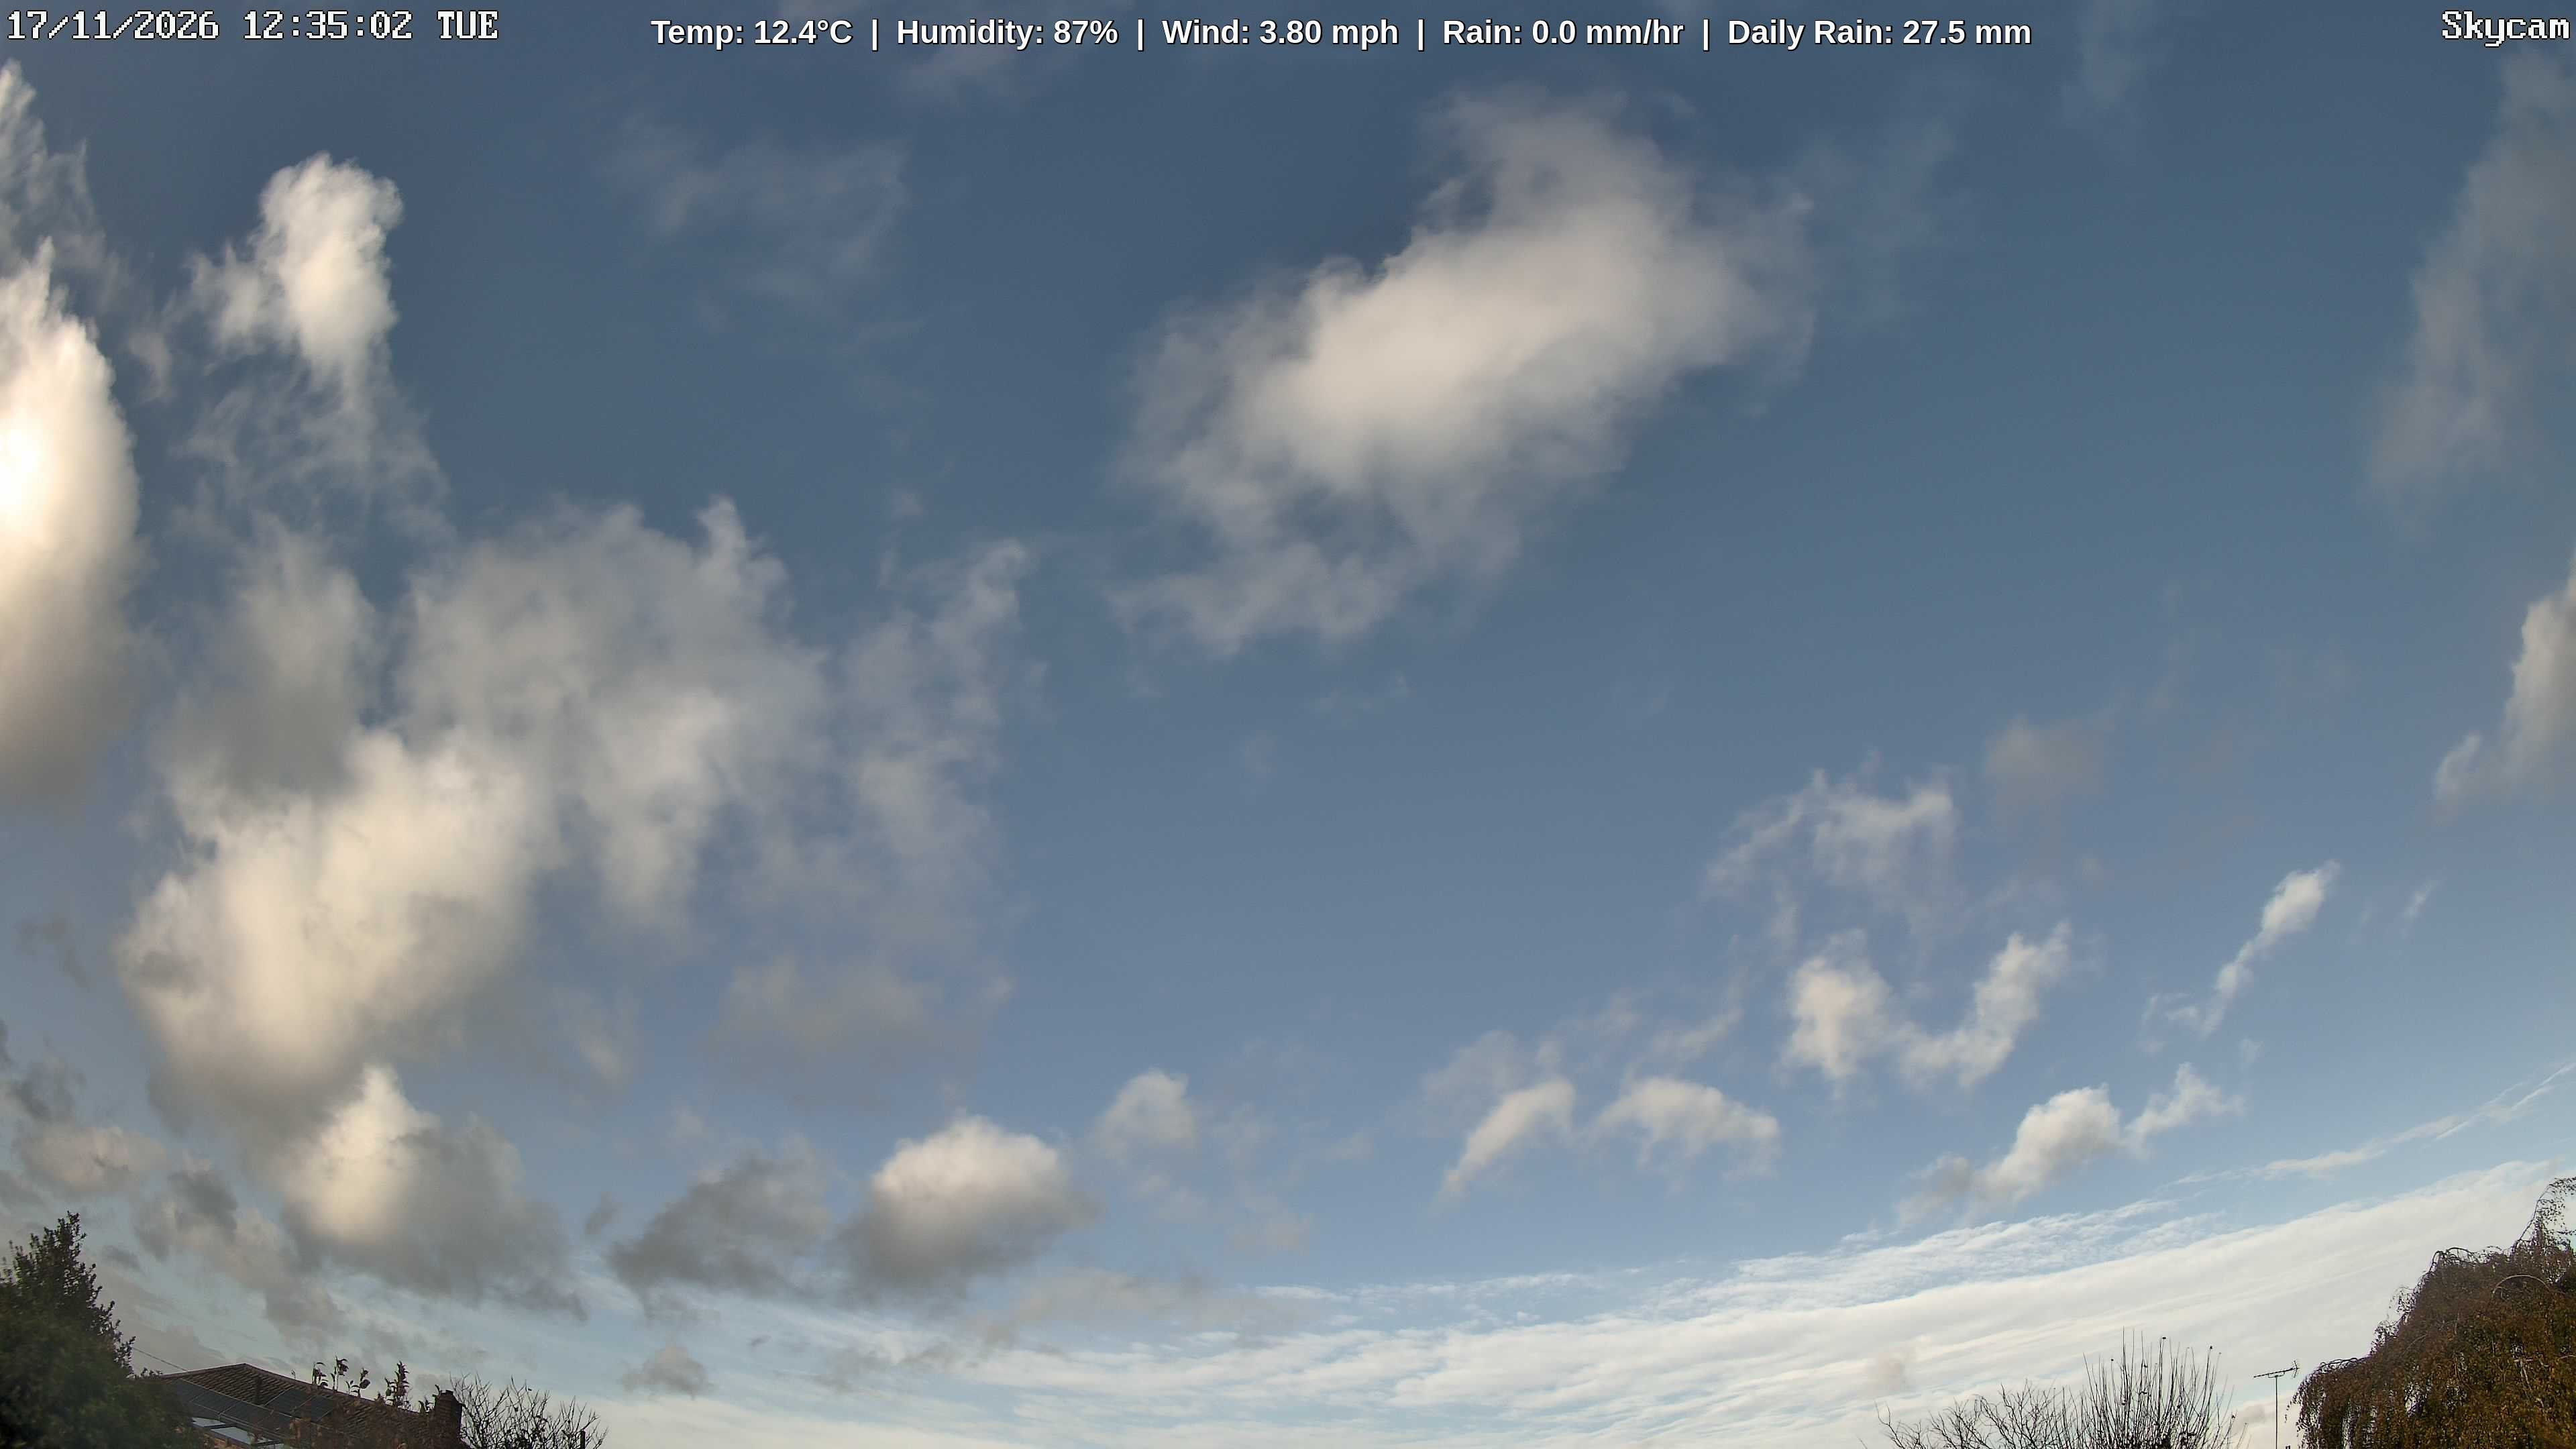 17/11/2026 12:35:02 TUE
Temp: 12.4°C | Humidity: 87% | Wind: 3.80 mph | Rain: 0.0 mm/hr | Daily Rain: 27.5 mm
Skycam